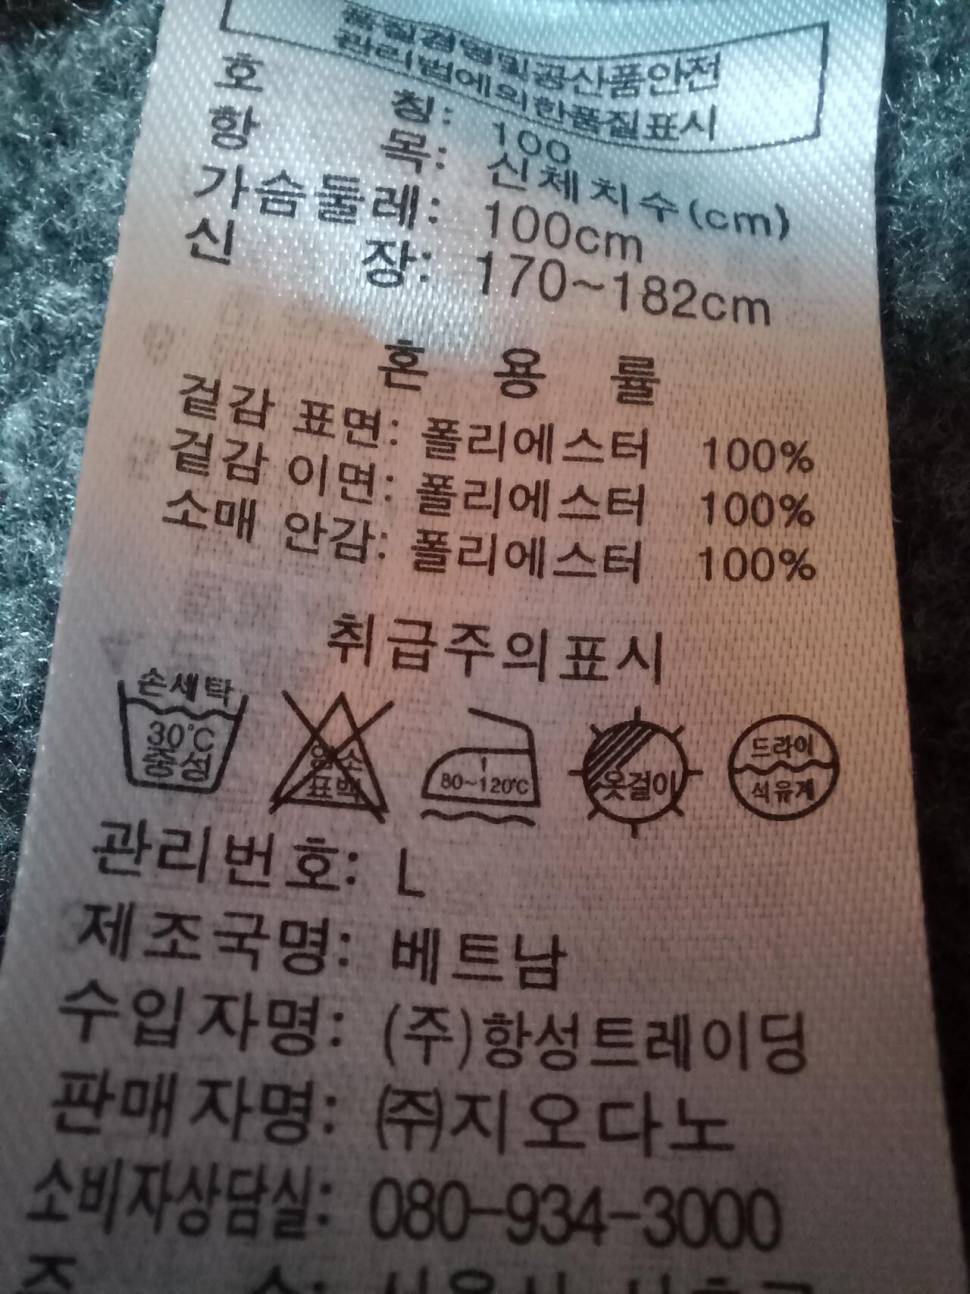 품질경영및공산품안전
관리법에의한품질표시
호 칭: 100
항 목: 신체치수(cm)
가슴둘레: 100cm
신 장: 170~182cm
혼 용 률
겉감 표면: 폴리에스터 100%
겉감 이면: 폴리에스터 100%
소매 안감: 폴리에스터 100%
취급주의표시
손세탁
30°C
중성
염소
표백
1
80~120°C
옷걸이
드라이
석유계
관리번호: L
제조국명: 베트남
수입자명: (주)항성트레이딩
판매자명: ㈜지오다노
소비자상담실: 080-934-3000